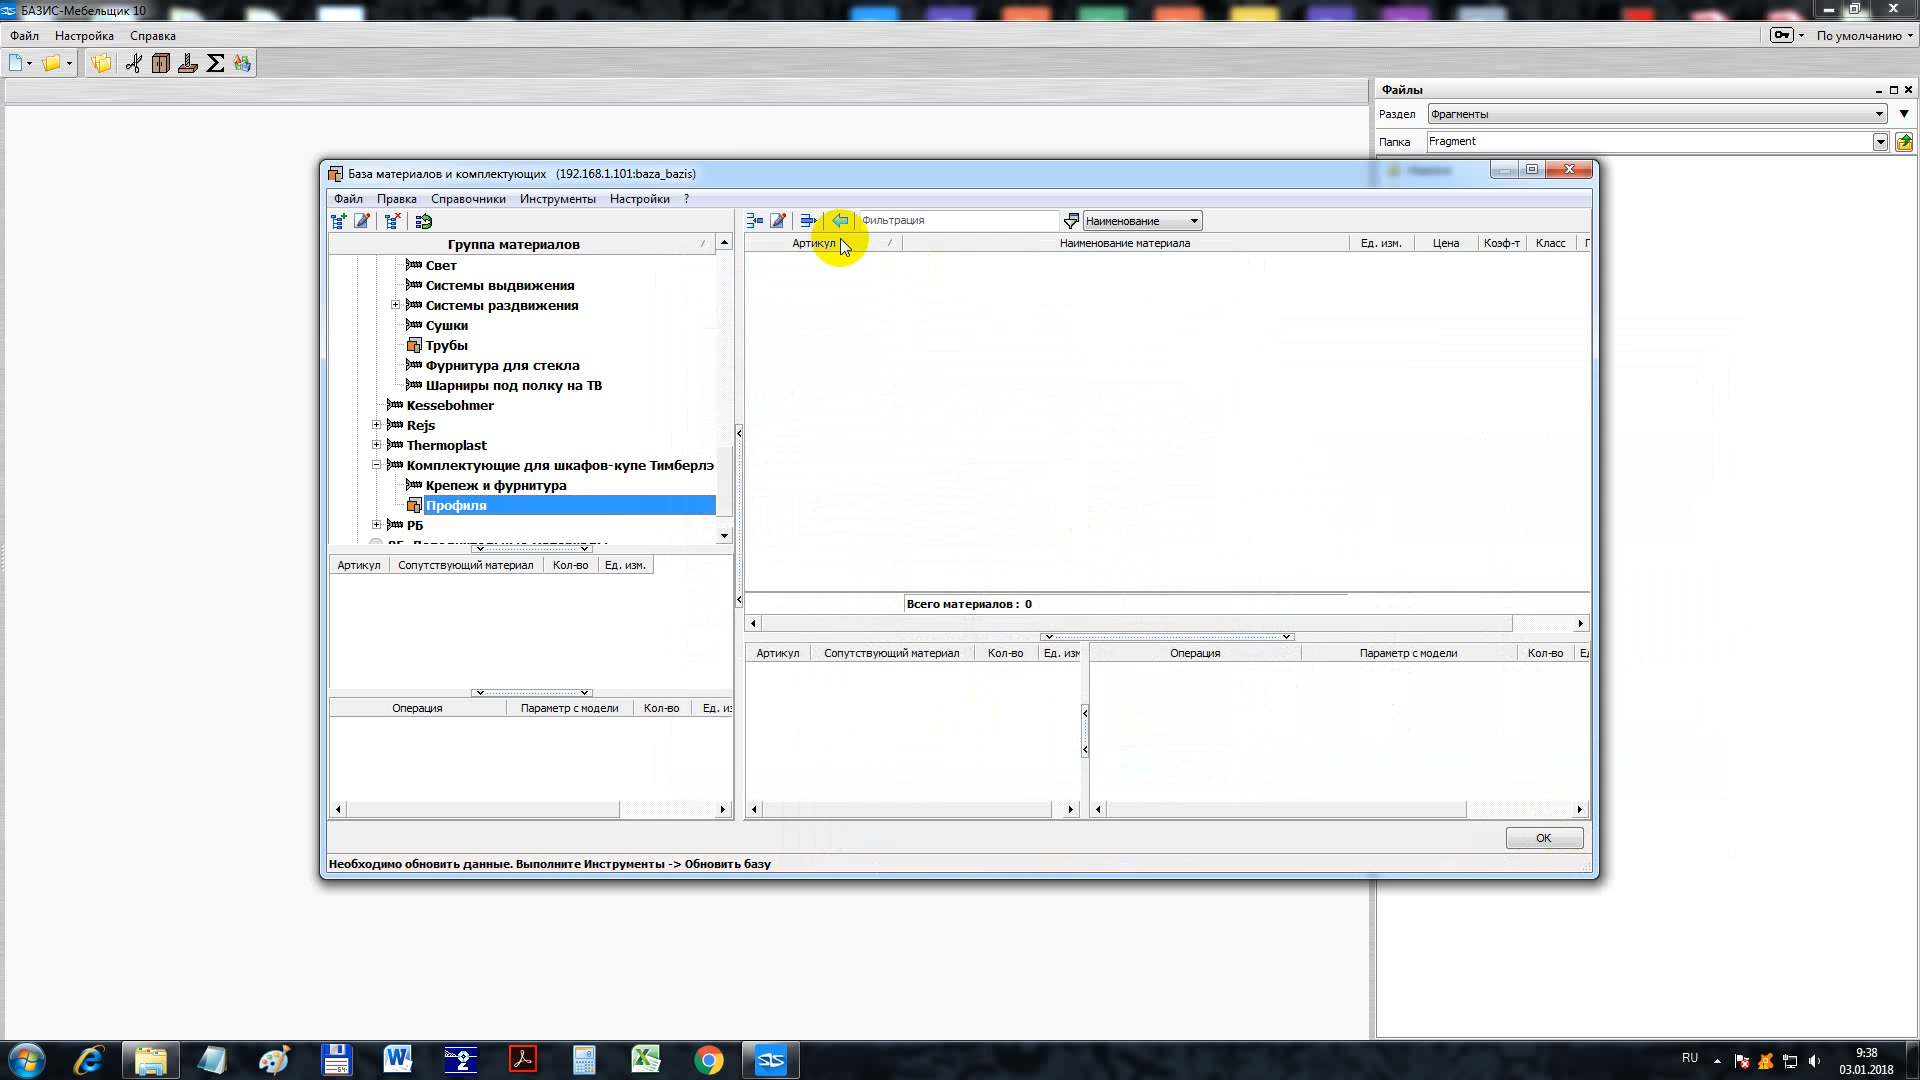 БАЗИС-Мебельщик 10
Файл Настройка Справка
По умолчанию
Файлы
Раздел Фрагменты
Папка Fragment
База материалов и комплектующих (192.168.1.101:baza_bazis)
Файл Правка Справочники Инструменты Настройки ?
Фильтрация Наименование
Группа материалов
Артикул Наименование материала Ед. изм. Цена Коэф-т Класс
Свет
Системы выдвижения
Системы раздвижения
Сушки
Трубы
Фурнитура для стекла
Шарниры под полку на ТВ
Kessebohmer
Rejs
Thermoplast
Комплектующие для шкафов-купе Тимберлэ
Крепеж и фурнитура
Профиля
РБ
Артикул Сопутствующий материал Кол-во Ед. изм.
Всего материалов : 0
Артикул Сопутствующий материал Кол-во Ед. изм
Операция Параметр с модели Кол-во Ед
Операция Параметр с модели Кол-во Ед. из
OK
Необходимо обновить данные. Выполните Инструменты -> Обновить базу
RU
9:38
03.01.2018